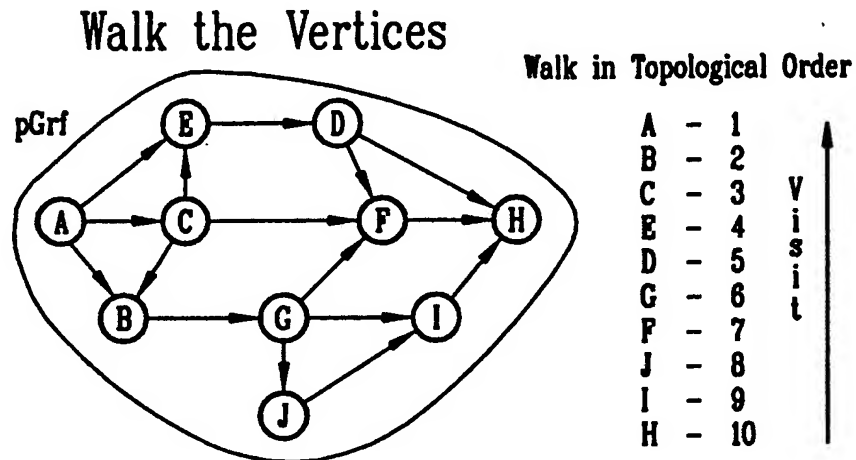 Walk the Vertices
Walk in Topological Order
pGrf
E
D
A
C
F
H
B
G
I
J
A - 1
B - 2
C - 3
E - 4
D - 5
G - 6
F - 7
J - 8
I - 9
H - 10
Visit